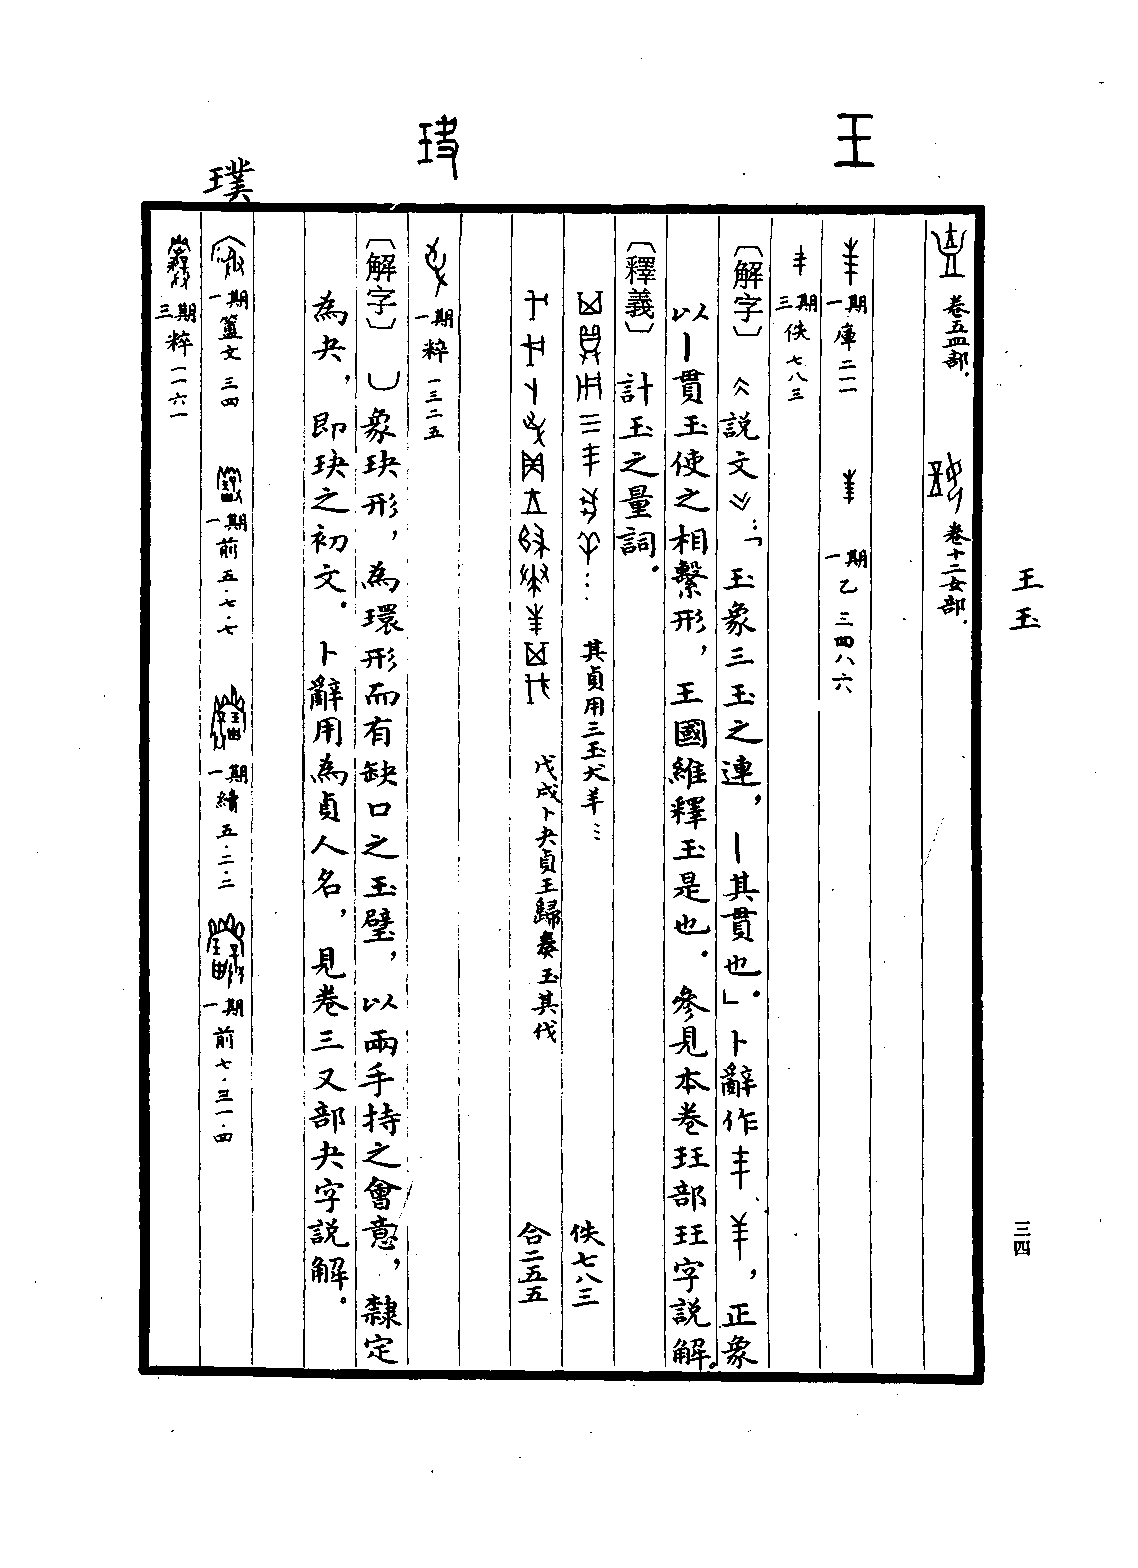 王
玦
璞
王玉
三四
卷五皿部．
卷十二女部．
一期 庫二一一
一期 乙三四八六
三期 佚七八三
〔解字〕《説文》：「玉象三玉之連，丨其貫也．」卜辭作，正象
以丨貫玉使之相繫形，王國維釋玉是也．參見本卷玨部玨字説解。
〔釋義〕計玉之量詞．
其貞用三玉犬羊… 佚七八三
戊戌卜夬貞王歸奏玉其伐 合二五五
一期 粹一三二五
〔解字〕象玦形，為環形而有缺口之玉璧，以兩手持之會意，隸定
為夬，即玦之初文．卜辭用為貞人名，見卷三又部夬字説解。
一期 簠文三四
一期 前五．七．七
一期 續五．二．二
一期 前七．三一．四
三期 粹一一六一